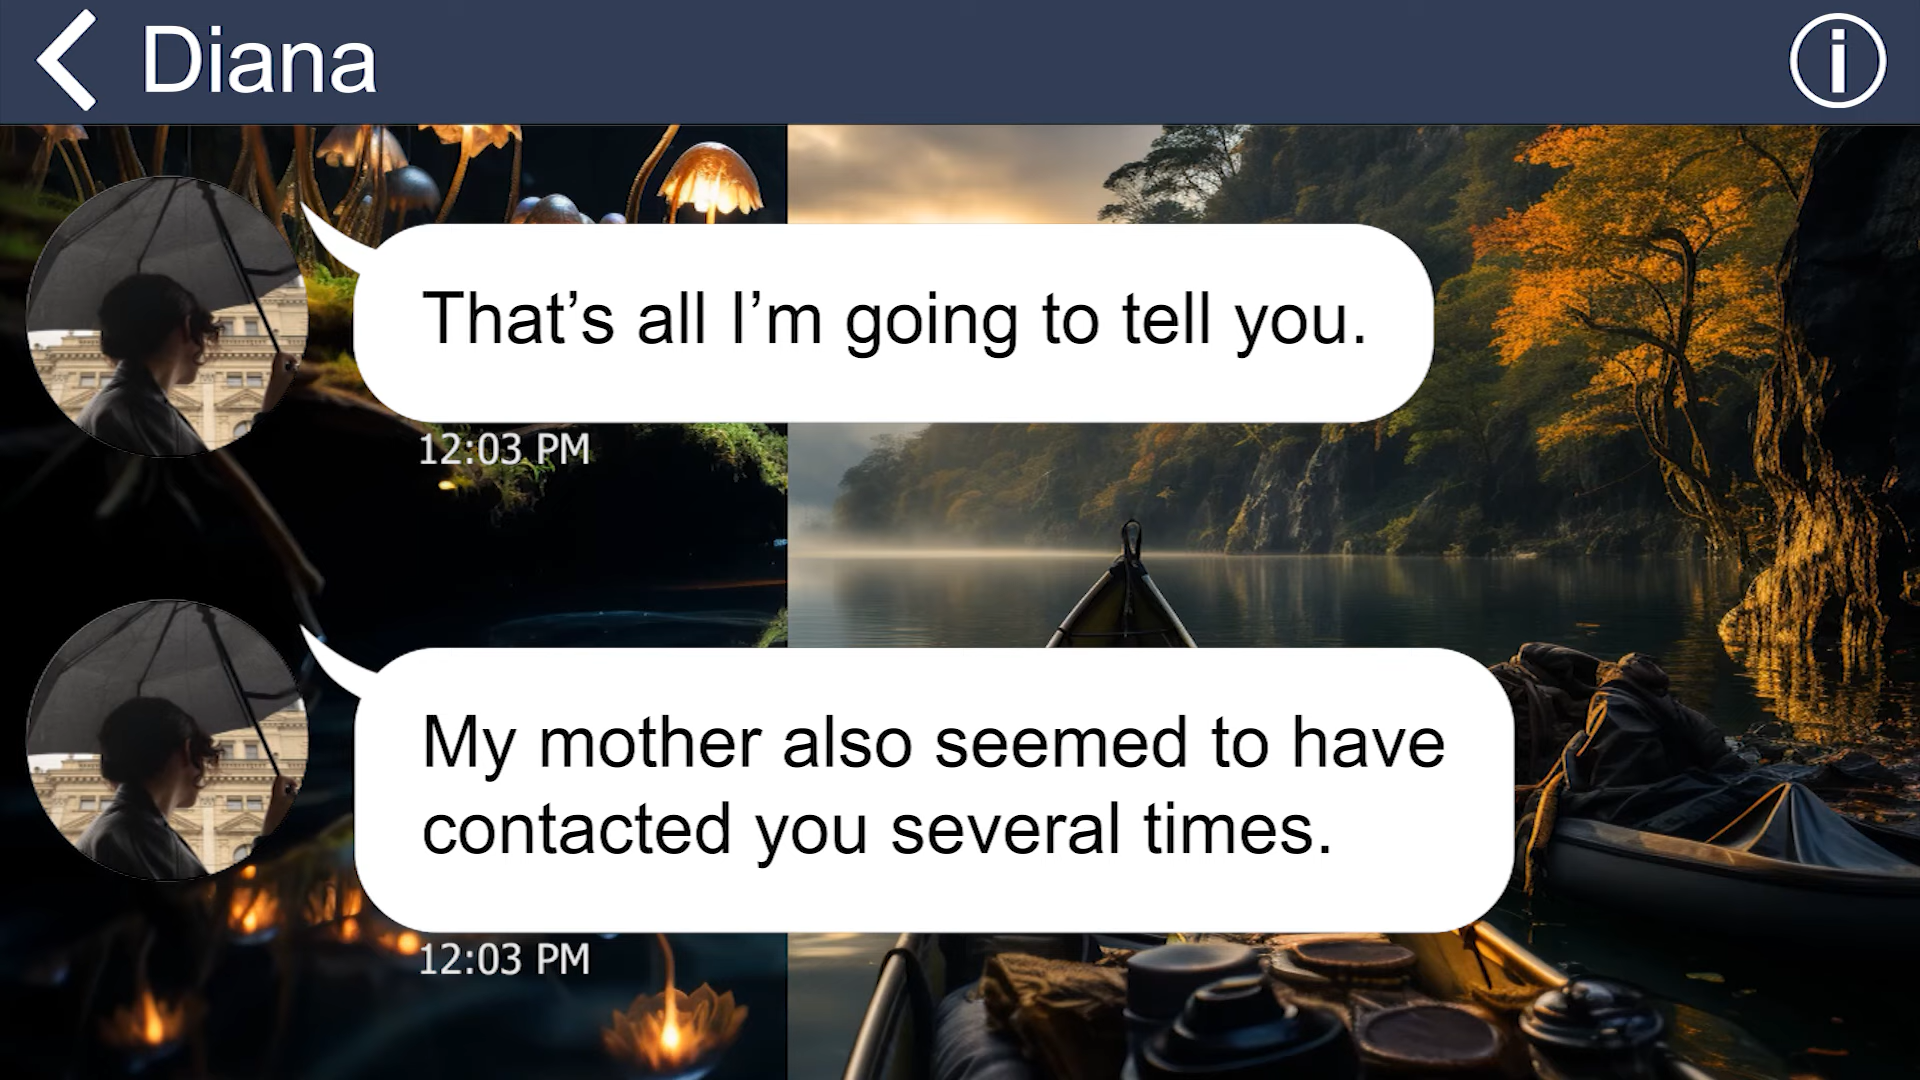 Diana
That’s all I’m going to tell you.
12:03 PM
My mother also seemed to have
contacted you several times.
12:03 PM